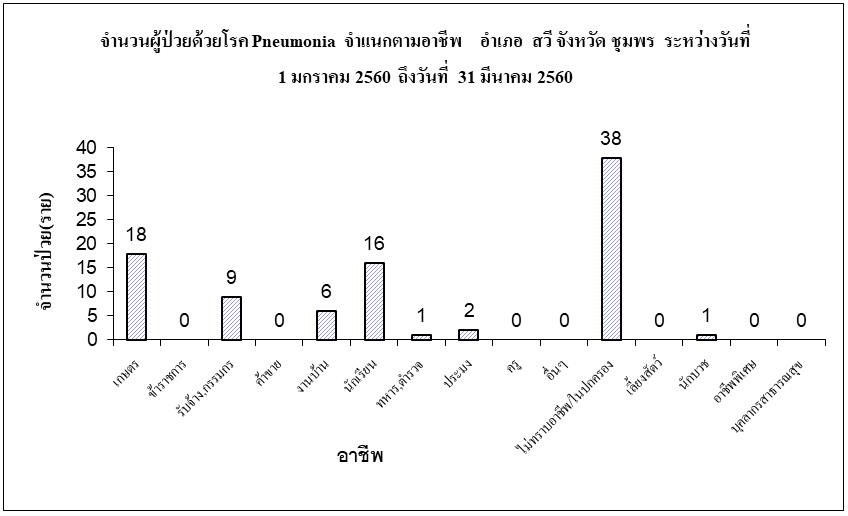 จำนวนผู้ป่วยด้วยโรค Pneumonia จำแนกตามอาชีพ อำเภอ สวี จังหวัด ชุมพร ระหว่างวันที่
1 มกราคม 2560 ถึงวันที่ 31 มีนาคม 2560
จำนวนป่วย(ราย)
40
35
30
25
20
15
10
5
0
18
0
9
0
6
16
1
2
0
0
38
0
1
0
0
เกษตร
ข้าราชการ
รับจ้าง,กรรมกร
ค้าขาย
งานบ้าน
นักเรียน
ทหาร,ตำรวจ
ประมง
ครู
อื่นๆ
ไม่ทราบอาชีพ/ในปกครอง
เลี้ยงสัตว์
นักบวช
อาชีพพิเศษ
บุคลากรสาธารณสุข
อาชีพ